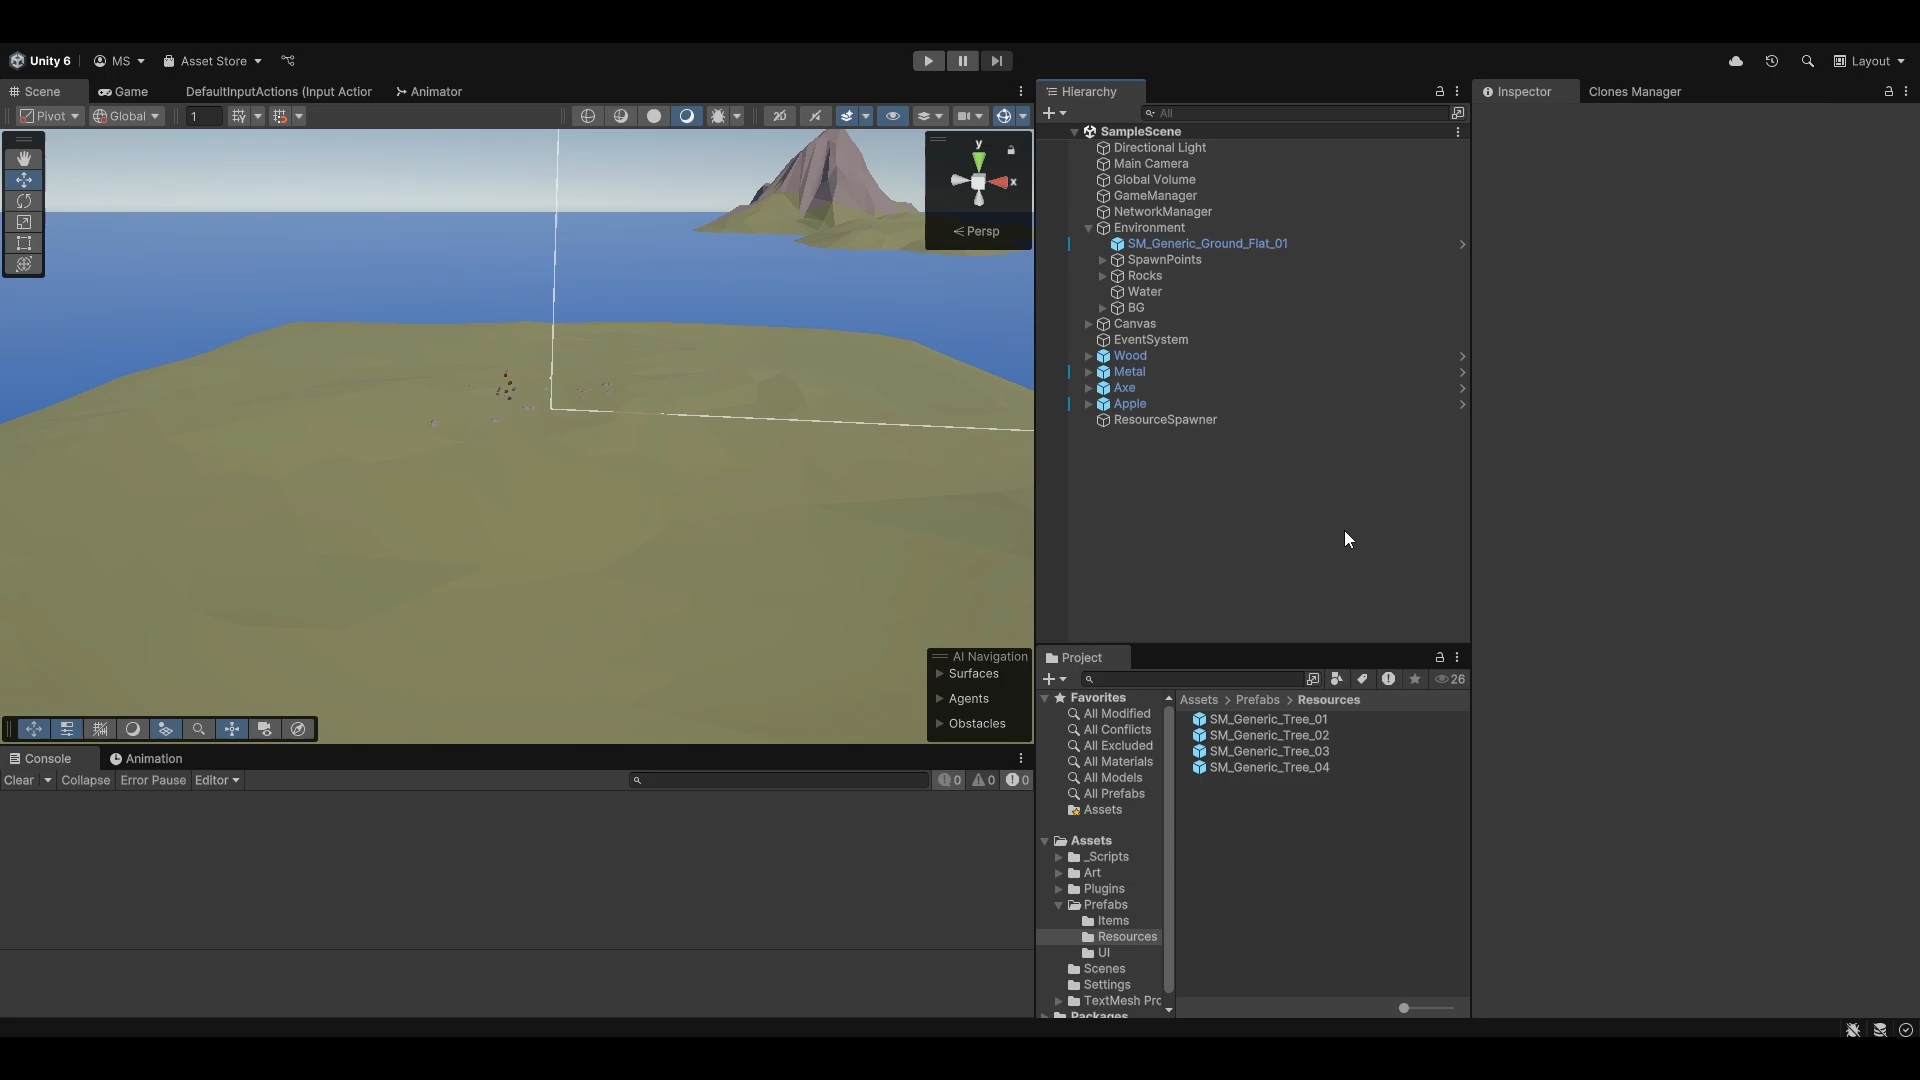 Unity 6
MS
Asset Store
Layout
Scene
Game
DefaultInputActions (Input Action
Animator
Hierarchy
Inspector
Clones Manager
Pivot
Global
1
All
SampleScene
Directional Light
Main Camera
Global Volume
GameManager
NetworkManager
Environment
SM_Generic_Ground_Flat_01
SpawnPoints
Rocks
Water
BG
Canvas
EventSystem
Wood
Metal
Axe
Apple
ResourceSpawner
y
x
Persp
AI Navigation
Surfaces
Agents
Obstacles
Project
26
Favorites
All Modified
All Conflicts
All Excluded
All Materials
All Models
All Prefabs
Assets
Assets
_Scripts
Art
Plugins
Prefabs
Items
Resources
UI
Scenes
Settings
TextMesh Pro
Packages
Assets > Prefabs > Resources
SM_Generic_Tree_01
SM_Generic_Tree_02
SM_Generic_Tree_03
SM_Generic_Tree_04
Console
Animation
Clear
Collapse
Error Pause
Editor
0
0
0